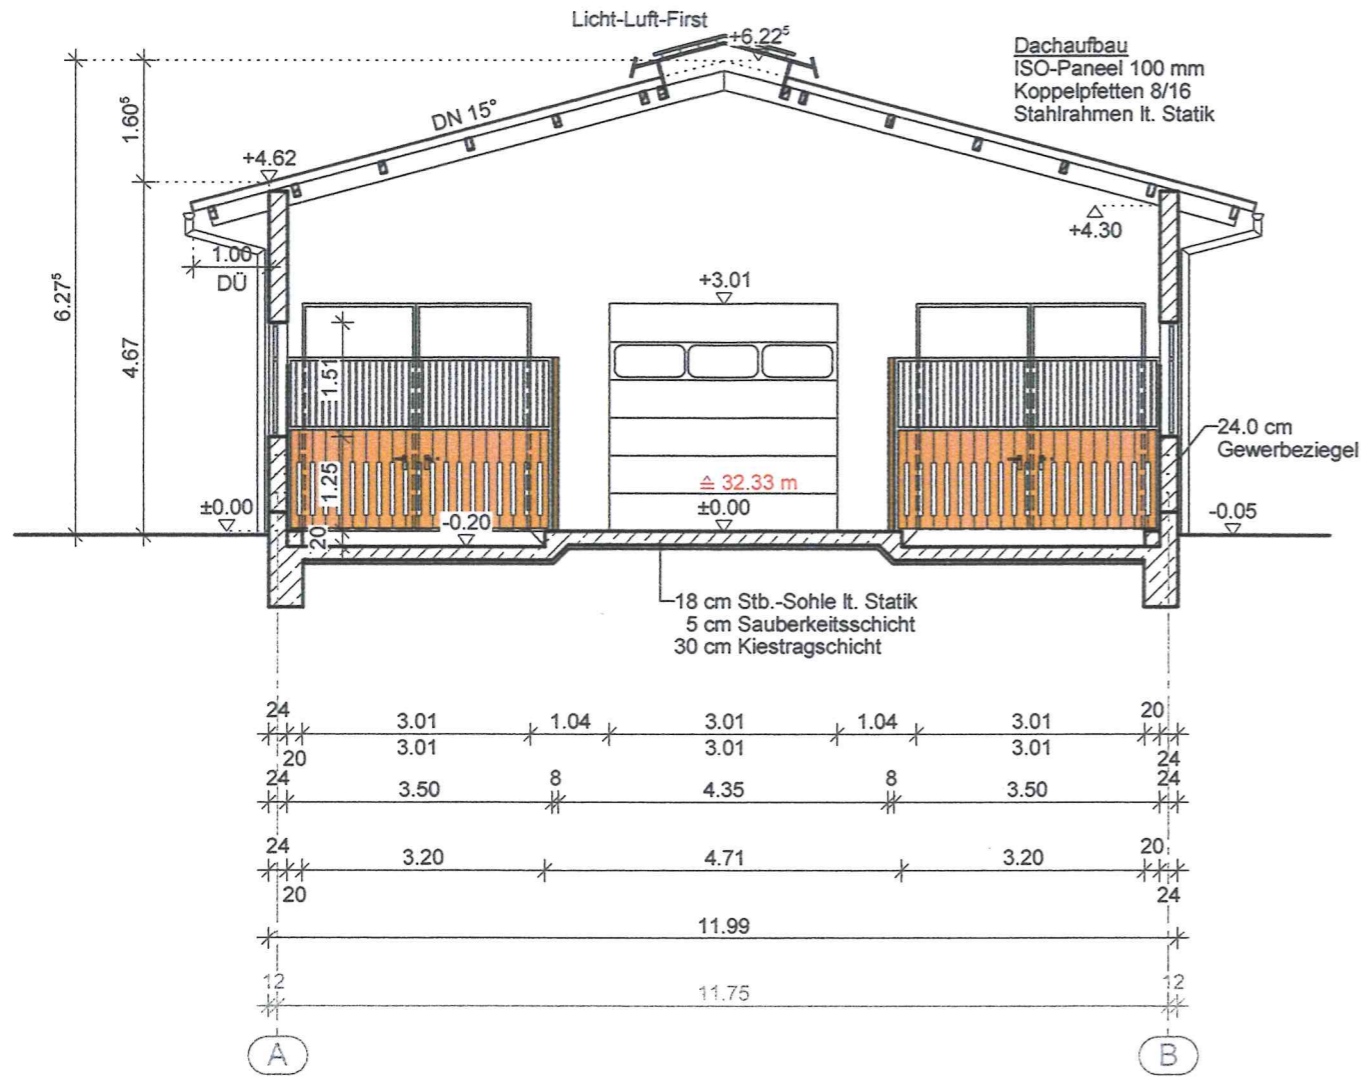 Licht-Luft-First
+6.22⁵
Dachaufbau
ISO-Paneel 100 mm
Koppelpfetten 8/16
Stahlrahmen lt. Statik
1.60⁵
DN 15°
+4.62
+4.30
1.00
DÜ
6.27⁵
4.67
+3.01
1.51
1.25
24.0 cm
Gewerbeziegel
≙ 32.33 m
±0.00
-0.20
±0.00
-0.05
20
18 cm Stb.-Sohle lt. Statik
5 cm Sauberkeitsschicht
30 cm Kiestragschicht
24 3.01 1.04 3.01 1.04 3.01 20
20 3.01 3.01 3.01 24
24 3.50 8 4.35 8 3.50 24
24 3.20 4.71 3.20 20
20 24
11.99
12 11.75 12
A B